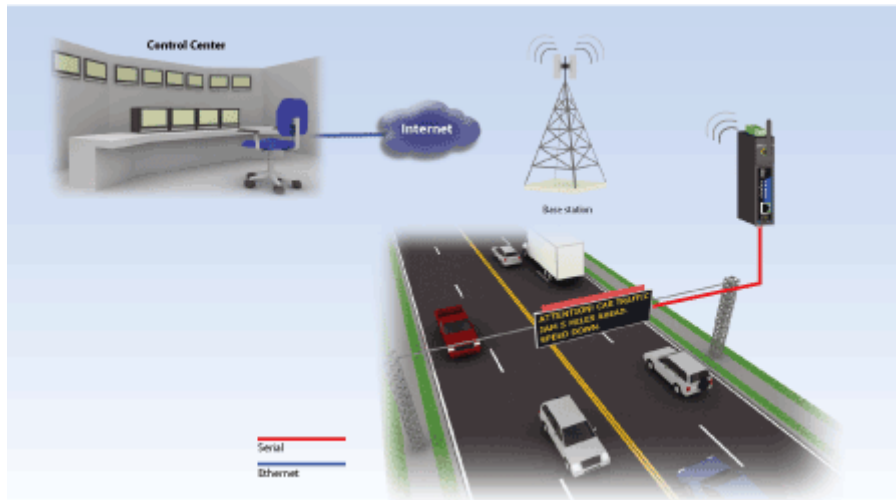 Control Center
Internet
Base station
ATTENTION! CAR TRAFFIC
JAM 5 MILES AHEAD.
SPEED DOWN.
Serial
Ethernet